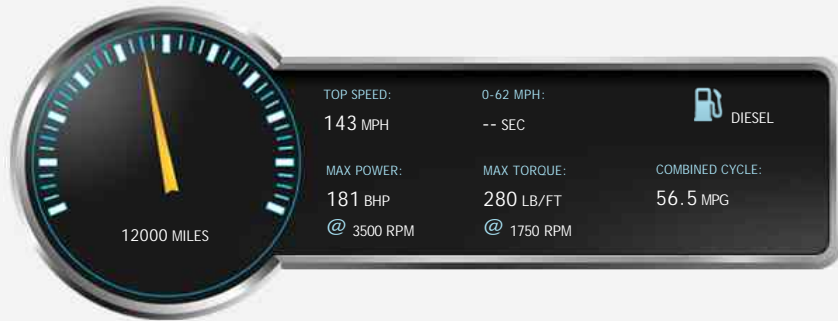 TOP SPEED:
143 MPH
0-62 MPH:
-- SEC
DIESEL
MAX POWER:
181 BHP
@ 3500 RPM
MAX TORQUE:
280 LB/FT
@ 1750 RPM
COMBINED CYCLE:
56.5 MPG
12000 MILES